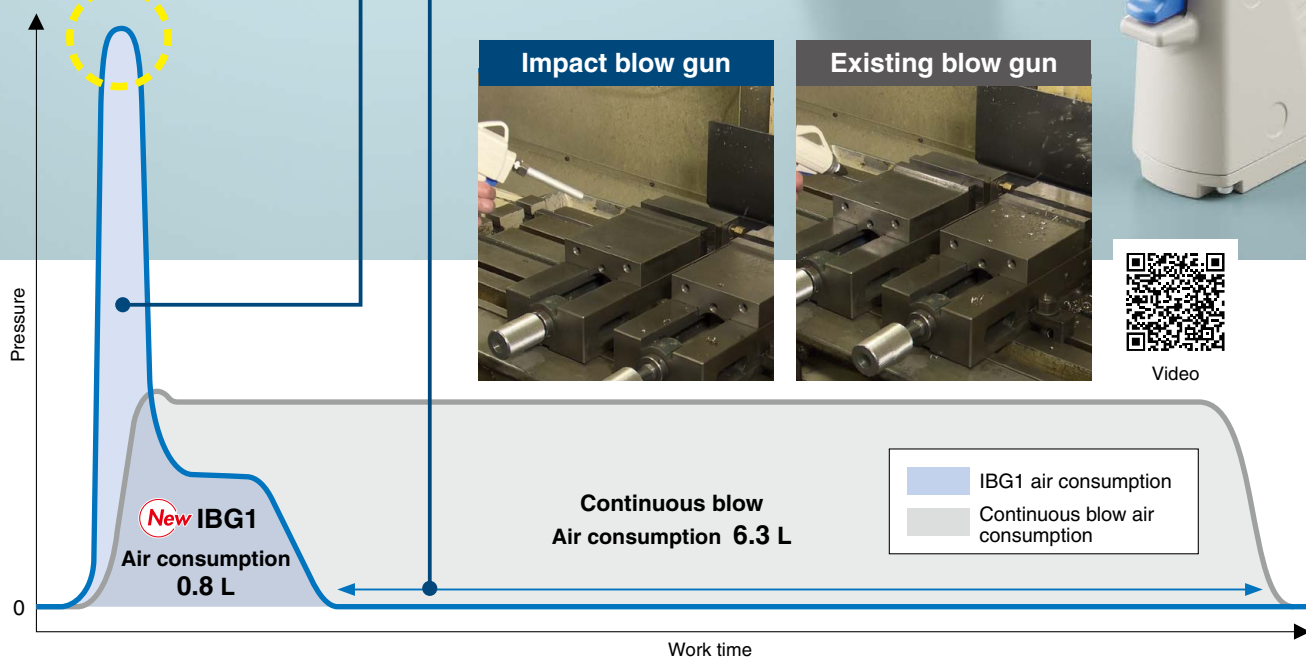 Impact blow gun
Existing blow gun
Pressure
Video
New IBG1
Air consumption
0.8 L
Continuous blow
Air consumption 6.3 L
IBG1 air consumption
Continuous blow air
consumption
0
Work time